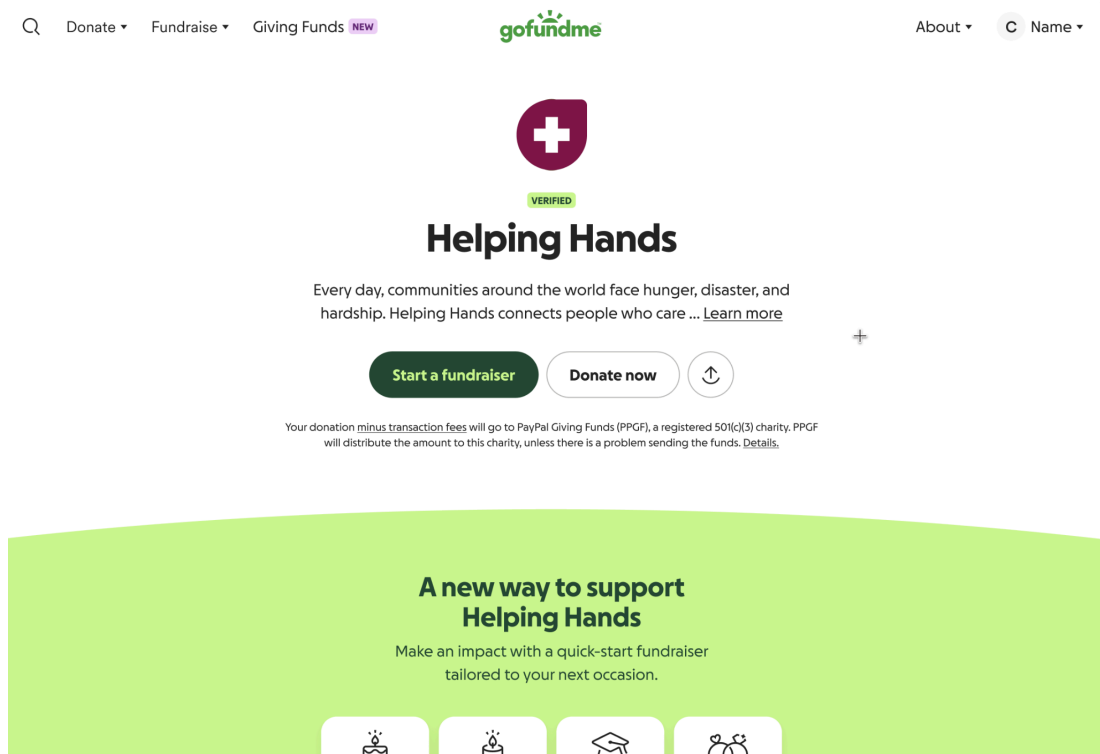 Donate
Fundraise
Giving Funds NEW
gofundme
About
C Name
VERIFIED
Helping Hands
Every day, communities around the world face hunger, disaster, and
hardship. Helping Hands connects people who care ... Learn more
Start a fundraiser
Donate now
Your donation minus transaction fees will go to PayPal Giving Funds (PPGF), a registered 501(c)(3) charity. PPGF
will distribute the amount to this charity, unless there is a problem sending the funds. Details.
A new way to support
Helping Hands
Make an impact with a quick-start fundraiser
tailored to your next occasion.